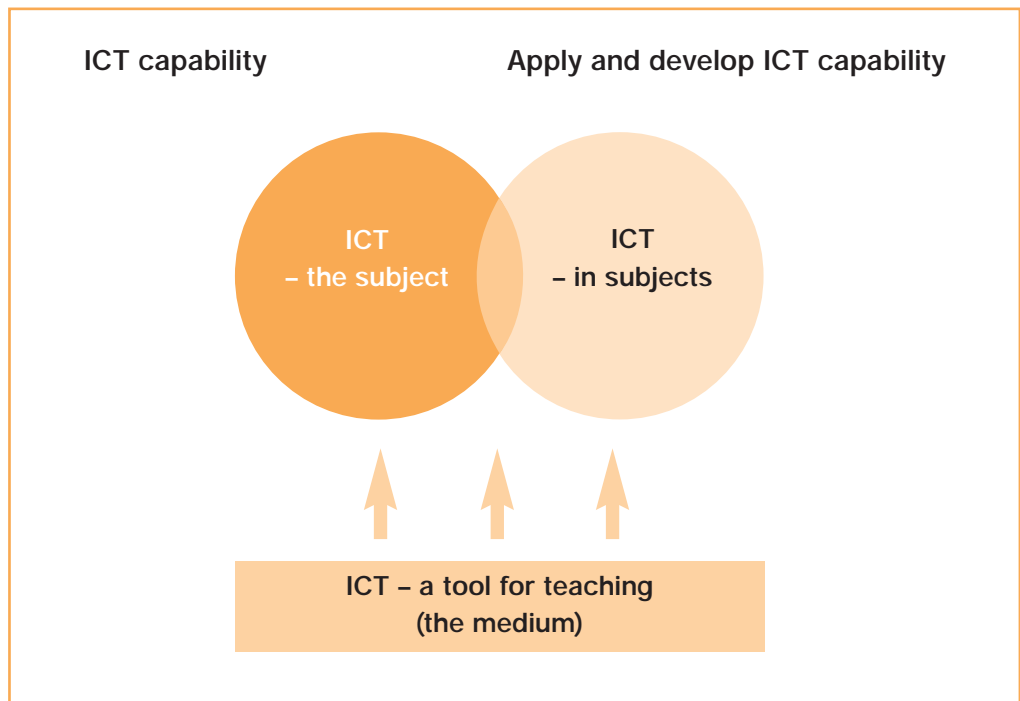 ICT capability
Apply and develop ICT capability
ICT
– the subject
ICT
– in subjects
ICT – a tool for teaching
(the medium)